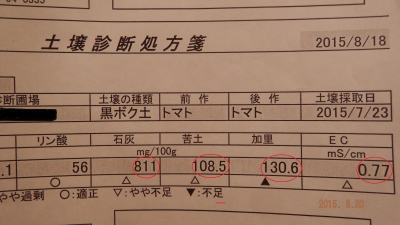 土壌診断処方箋
2015/8/18
診断圃場 土壌の種類 前作 後作 土壌採取日
黒ボク土 トマト トマト 2015/7/23
リン酸 石灰 苦土 加里 EC
mg/100g mS/cm
.1 56 811 108.5 130.6 0.77
○ △ △ ▲ △
やや過剰 ○:適正 ▽:やや不足 ▼:不足
2015. 8.20